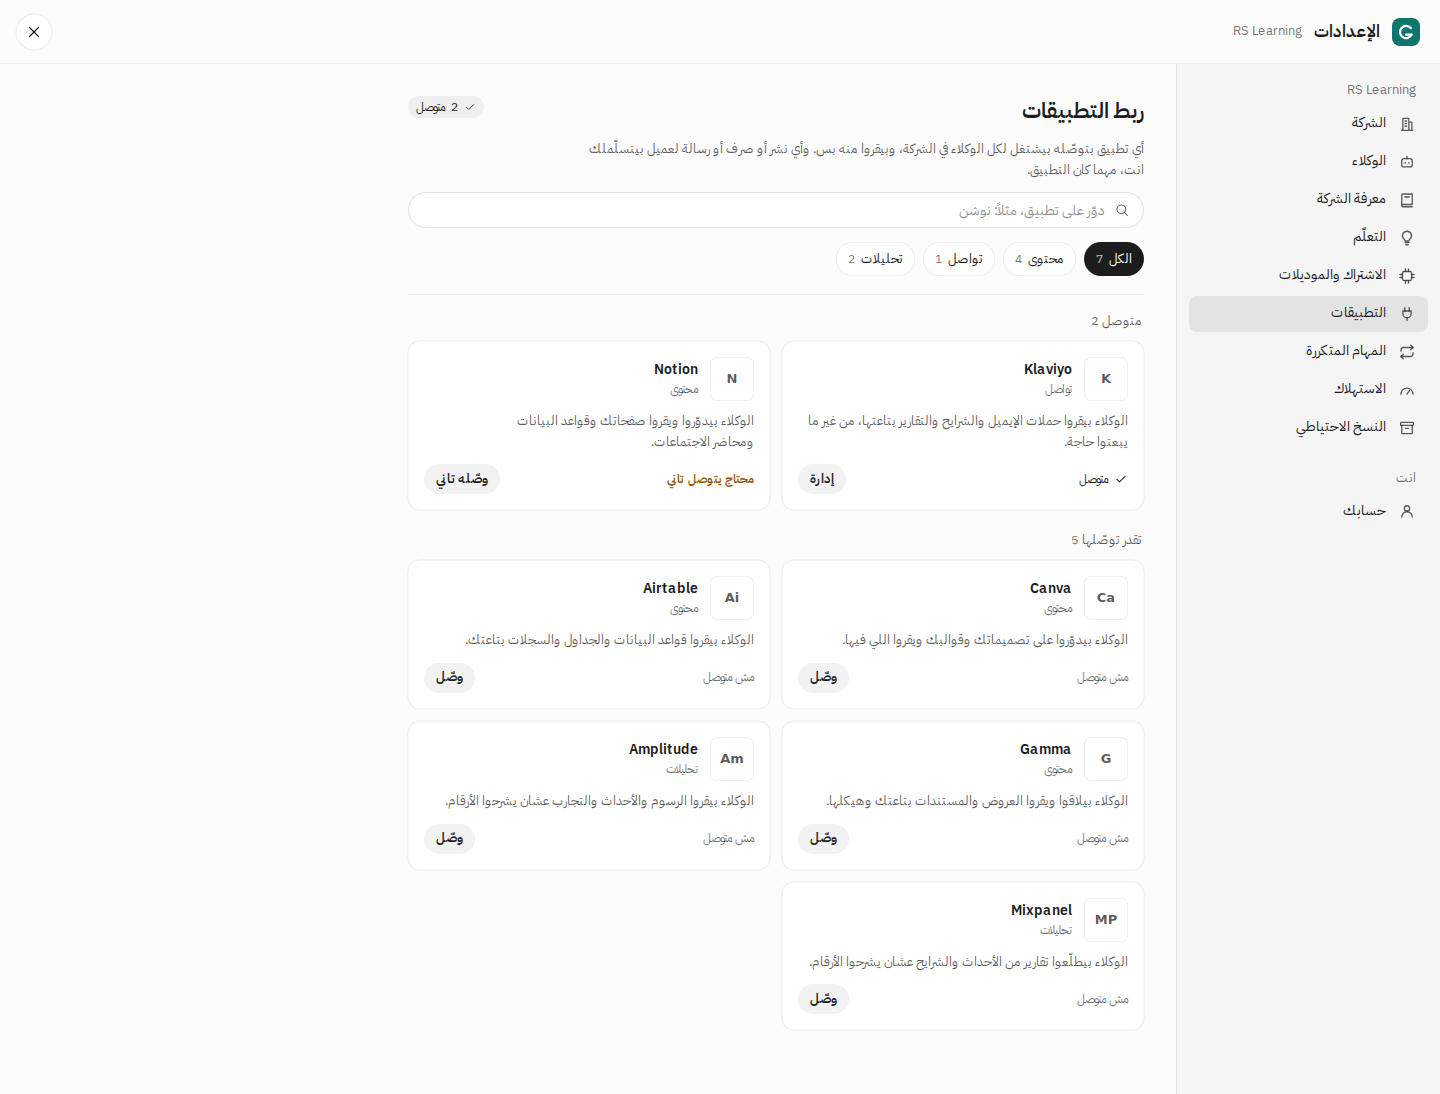 الإعدادات RS Learning
RS Learning
الشركة
الوكلاء
معرفة الشركة
التعلّم
الاشتراك والموديلات
التطبيقات
المهام المتكررة
الاستهلاك
النسخ الاحتياطي
انت
حسابك
ربط التطبيقات
2 متوصل
أي تطبيق بتوصّله بيشتغل لكل الوكلاء في الشركة، وبيقروا منه بس. وأي نشر أو صرف أو رسالة لعميل بيتسلّملك
انت، مهما كان التطبيق.
دوّر على تطبيق، مثلاً: نوشن
الكل 7
محتوى 4
تواصل 1
تحليلات 2
متوصل 2
K
Klaviyo
تواصل
الوكلاء بيقروا حملات الإيميل والشرايح والتقارير بتاعتها، من غير ما
يبعتوا حاجة.
متوصل
إدارة
N
Notion
محتوى
الوكلاء بيدوّروا ويقروا صفحاتك وقواعد البيانات
ومحاضر الاجتماعات.
محتاج يتوصل تاني
وصّله تاني
تقدر توصّلها 5
Ca
Canva
محتوى
الوكلاء بيدوّروا على تصميماتك وقوالبك ويقروا اللي فيها.
مش متوصل
وصّل
Ai
Airtable
محتوى
الوكلاء بيقروا قواعد البيانات والجداول والسجلات بتاعتك.
مش متوصل
وصّل
G
Gamma
محتوى
الوكلاء بيلاقوا ويقروا العروض والمستندات بتاعتك وهيكلها.
مش متوصل
وصّل
Am
Amplitude
تحليلات
الوكلاء بيقروا الرسوم والأحداث والتجارب عشان يشرحوا الأرقام.
مش متوصل
وصّل
MP
Mixpanel
تحليلات
الوكلاء بيطلّعوا تقارير من الأحداث والشرايح عشان يشرحوا الأرقام.
مش متوصل
وصّل